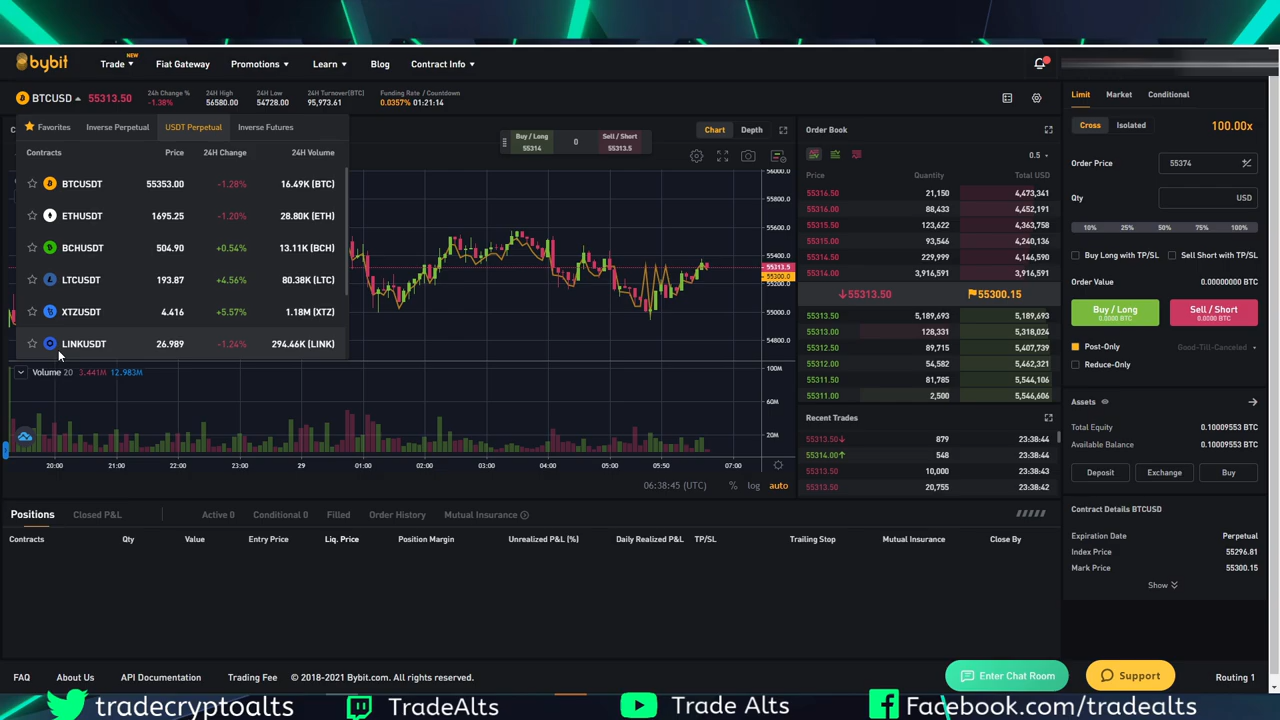 bybit
Trade NEW Fiat Gateway Promotions Learn Blog Contract Info
BTCUSD 55313.50
24h Change % -1.38%
24H High 56580.00
24H Low 54728.00
24H Turnover(BTC) 95,973.61
Funding Rate / Countdown 0.0357% 01:21:14
Favorites Inverse Perpetual USDT Perpetual Inverse Futures
Contracts Price 24H Change 24H Volume
BTCUSDT 55353.00 -1.28% 16.49K (BTC)
ETHUSDT 1695.25 -1.20% 28.80K (ETH)
BCHUSDT 504.90 +0.54% 13.11K (BCH)
LTCUSDT 193.87 +4.56% 80.38K (LTC)
XTZUSDT 4.416 +5.57% 1.18M (XTZ)
LINKUSDT 26.989 -1.24% 294.46K (LINK)
Buy / Long 55314 0 Sell / Short 55313.5
Chart Depth
56000.0
55800.0
55600.0
55400.0
55313.5
55300.0
55200.0
55000.0
54800.0
Volume 20 3.441M 12.983M
100M
60M
20M
20:00 21:00 22:00 23:00 29 01:00 02:00 03:00 04:00 05:00 05:50 07:00
06:38:45 (UTC) % log auto
Order Book
0.5
Price Quantity Total USD
55316.50 21,150 4,473,341
55316.00 88,433 4,452,191
55315.50 123,622 4,363,758
55315.00 93,546 4,240,136
55314.50 229,999 4,146,590
55314.00 3,916,591 3,916,591
55313.50 55300.15
55313.50 5,189,693 5,189,693
55313.00 128,331 5,318,024
55312.50 89,715 5,407,739
55312.00 54,582 5,462,321
55311.50 81,785 5,544,106
55311.00 2,500 5,546,606
Recent Trades
55313.50 879 23:38:44
55314.00 548 23:38:44
55313.50 10,000 23:38:43
55313.50 20,755 23:38:42
Limit Market Conditional
Cross Isolated 100.00x
Order Price 55374
Qty USD
10% 25% 50% 75% 100%
Buy Long with TP/SL Sell Short with TP/SL
Order Value 0.00000000 BTC
Buy / Long 0.0000 BTC
Sell / Short 0.0000 BTC
Post-Only Good-Till-Canceled
Reduce-Only
Assets
Total Equity 0.10009553 BTC
Available Balance 0.10009553 BTC
Deposit Exchange Buy
Contract Details BTCUSD
Expiration Date Perpetual
Index Price 55296.81
Mark Price 55300.15
Show
Positions Closed P&L Active 0 Conditional 0 Filled Order History Mutual Insurance
Contracts Qty Value Entry Price Liq. Price Position Margin Unrealized P&L (%) Daily Realized P&L TP/SL Trailing Stop Mutual Insurance Close By
Enter Chat Room Support
FAQ About Us API Documentation Trading Fee © 2018-2021 Bybit.com. All rights reserved. Routing 1
tradecryptoalts TradeAlts Trade Alts Facebook.com/tradealts